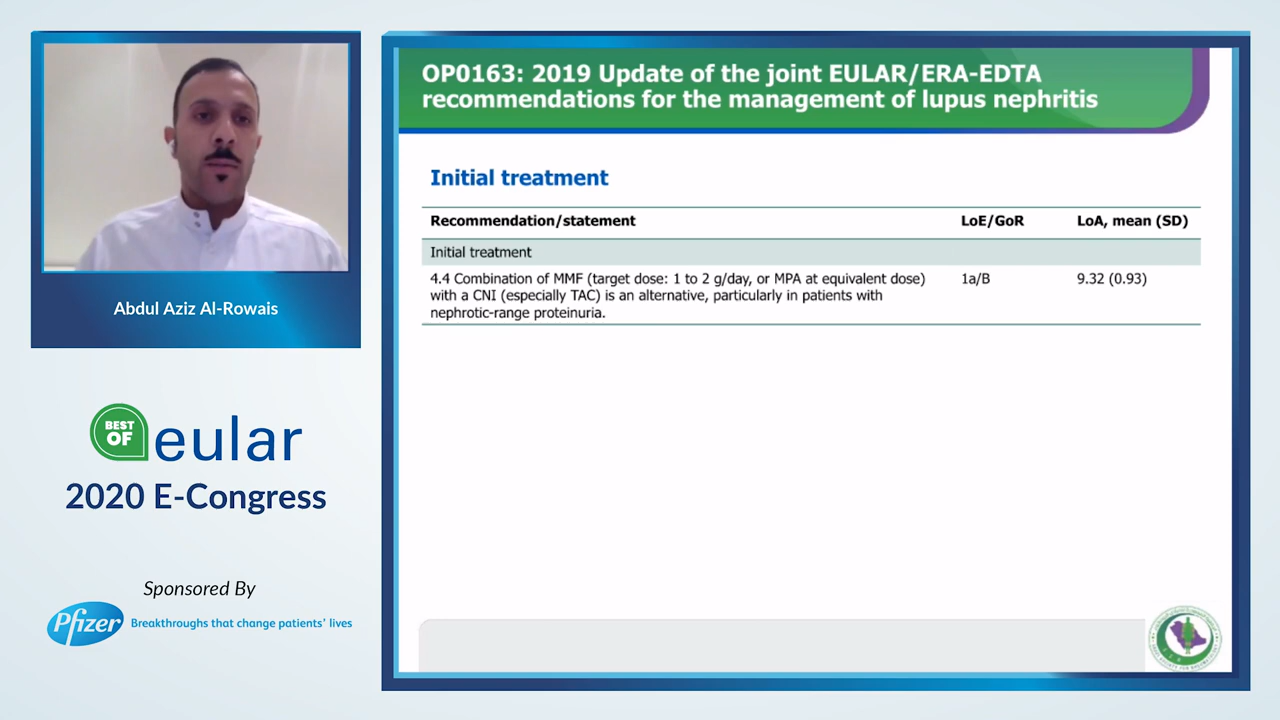 Abdul Aziz Al-Rowais
BEST
OF
eular
2020 E-Congress
Sponsored By
Pfizer
Breakthroughs that change patients' lives
OP0163: 2019 Update of the joint EULAR/ERA-EDTA
recommendations for the management of lupus nephritis
Initial treatment
Recommendation/statement LoE/GoR LoA, mean (SD)
Initial treatment
4.4 Combination of MMF (target dose: 1 to 2 g/day, or MPA at equivalent dose) 1a/B 9.32 (0.93)
with a CNI (especially TAC) is an alternative, particularly in patients with
nephrotic-range proteinuria.